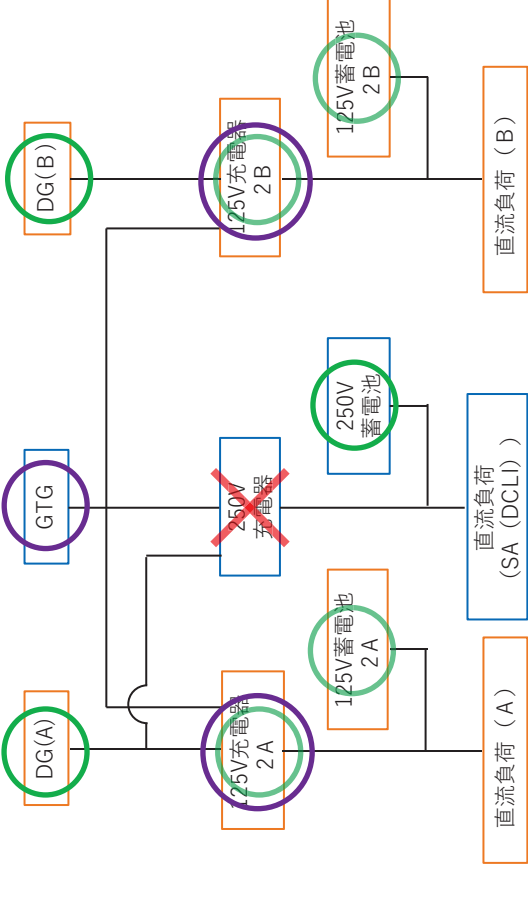 DG(A)
GTG
DG(B)
125V充電器
2A
250V
充電器
125V充電器
2B
125V蓄電池
2A
250V
蓄電池
125V蓄電池
2B
直流負荷（A）
直流負荷
(SA（DCLI））
直流負荷（B）